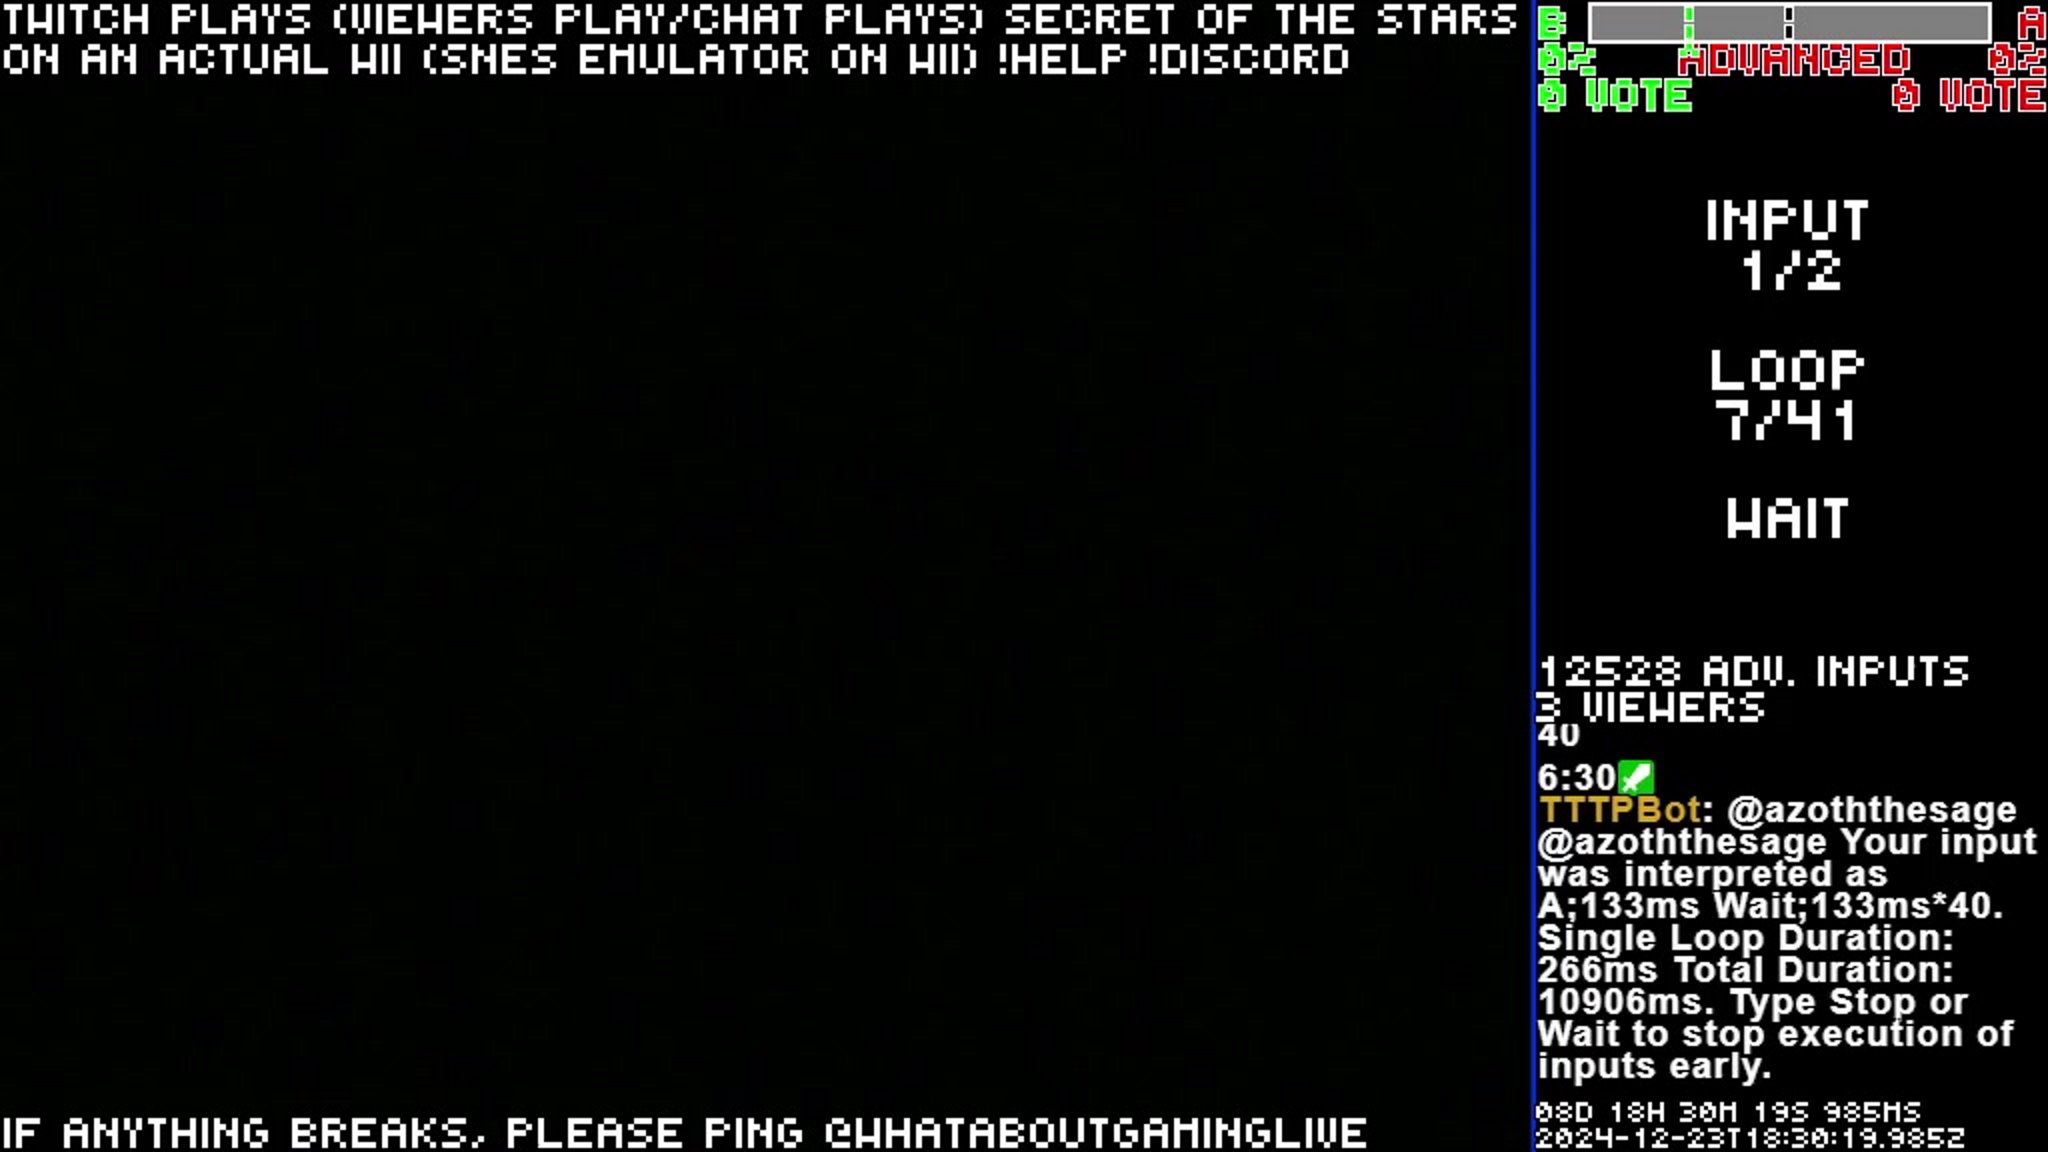 TWITCH PLAYS (VIEWERS PLAY/CHAT PLAYS) SECRET OF THE STARS
ON AN ACTUAL WII (SNES EMULATOR ON WII) !HELP !DISCORD
B A
0% ADVANCED 0%
0 VOTE 0 VOTE
INPUT
1/2
LOOP
7/41
WAIT
12528 ADV. INPUTS
3 VIEWERS
40
6:30
TTTPBot: @azoththesage
@azoththesage Your input
was interpreted as
A;133ms Wait;133ms*40.
Single Loop Duration:
266ms Total Duration:
10906ms. Type Stop or
Wait to stop execution of
inputs early.
08D 18H 30M 19S 985MS
2024-12-23T18:30:19.985Z
IF ANYTHING BREAKS, PLEASE PING @WHATABOUTGAMINGLIVE